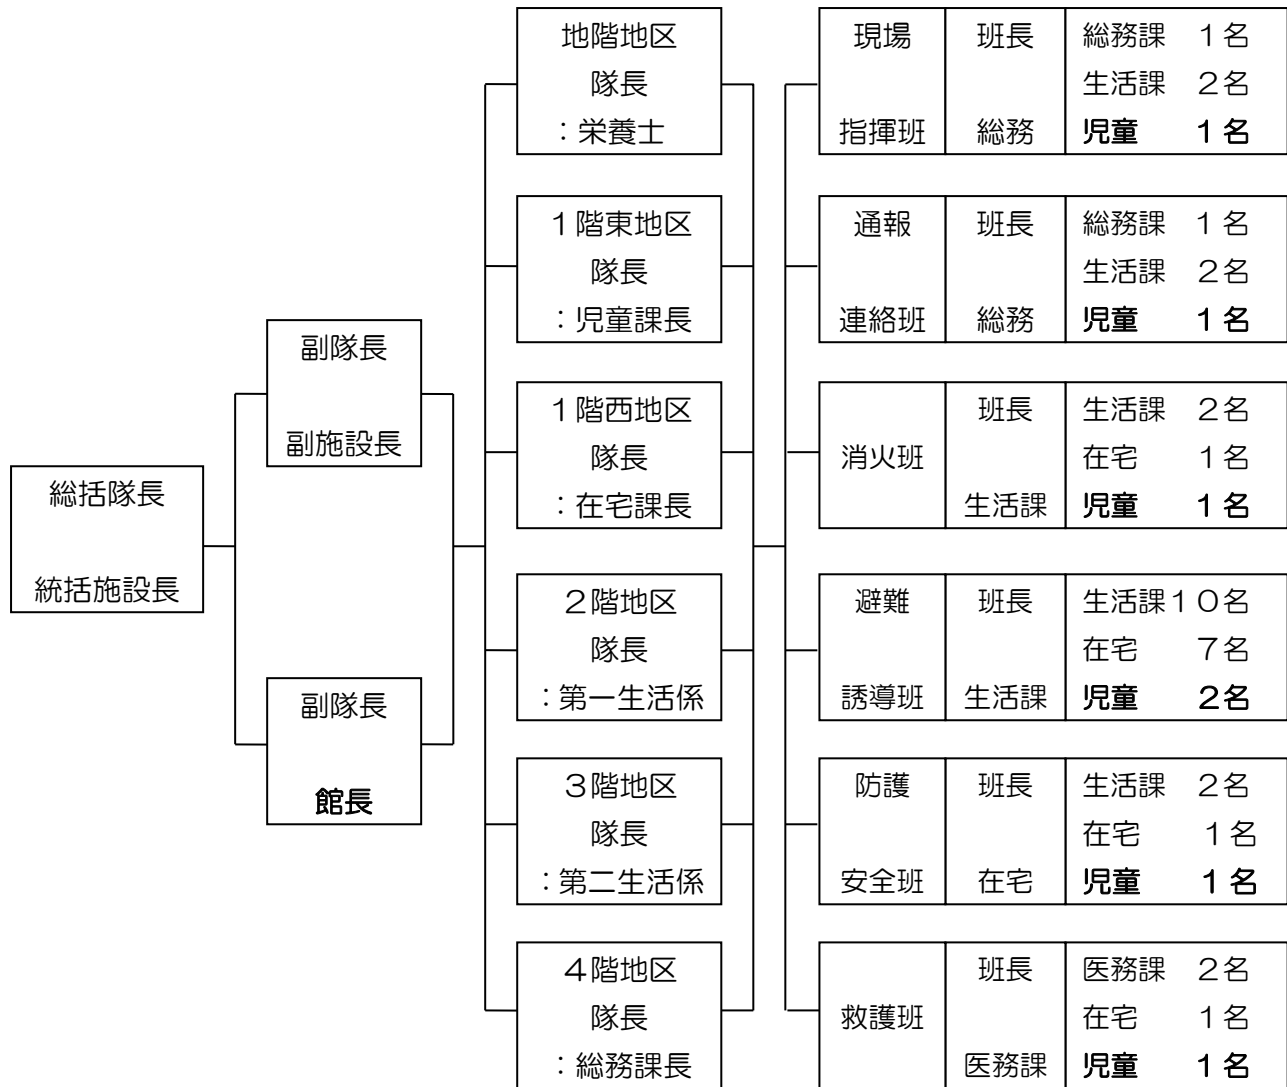 総括隊長
統括施設長
副隊長
副施設長
副隊長
館長
地階地区
隊長
：栄養士
１階東地区
隊長
：児童課長
１階西地区
隊長
：在宅課長
２階地区
隊長
：第一生活係
３階地区
隊長
：第二生活係
４階地区
隊長
：総務課長
現場 班長 総務課 １名
生活課 ２名
指揮班 総務 児童 １名
通報 班長 総務課 １名
生活課 ２名
連絡班 総務 児童 １名
班長 生活課 ２名
消火班 在宅 １名
生活課 児童 １名
避難 班長 生活課１０名
在宅 ７名
誘導班 生活課 児童 ２名
防護 班長 生活課 ２名
在宅 １名
安全班 在宅 児童 １名
班長 医務課 ２名
救護班 在宅 １名
医務課 児童 １名